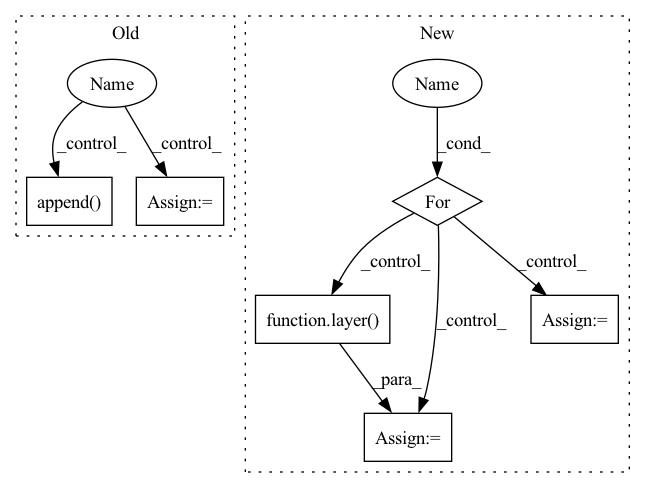 Old
New
Name
Name
_control_
_control_
_cond_
append()
Assign:=
For
_control_
_control_
_control_
function.layer()
Assign:=
_para_
Assign:=